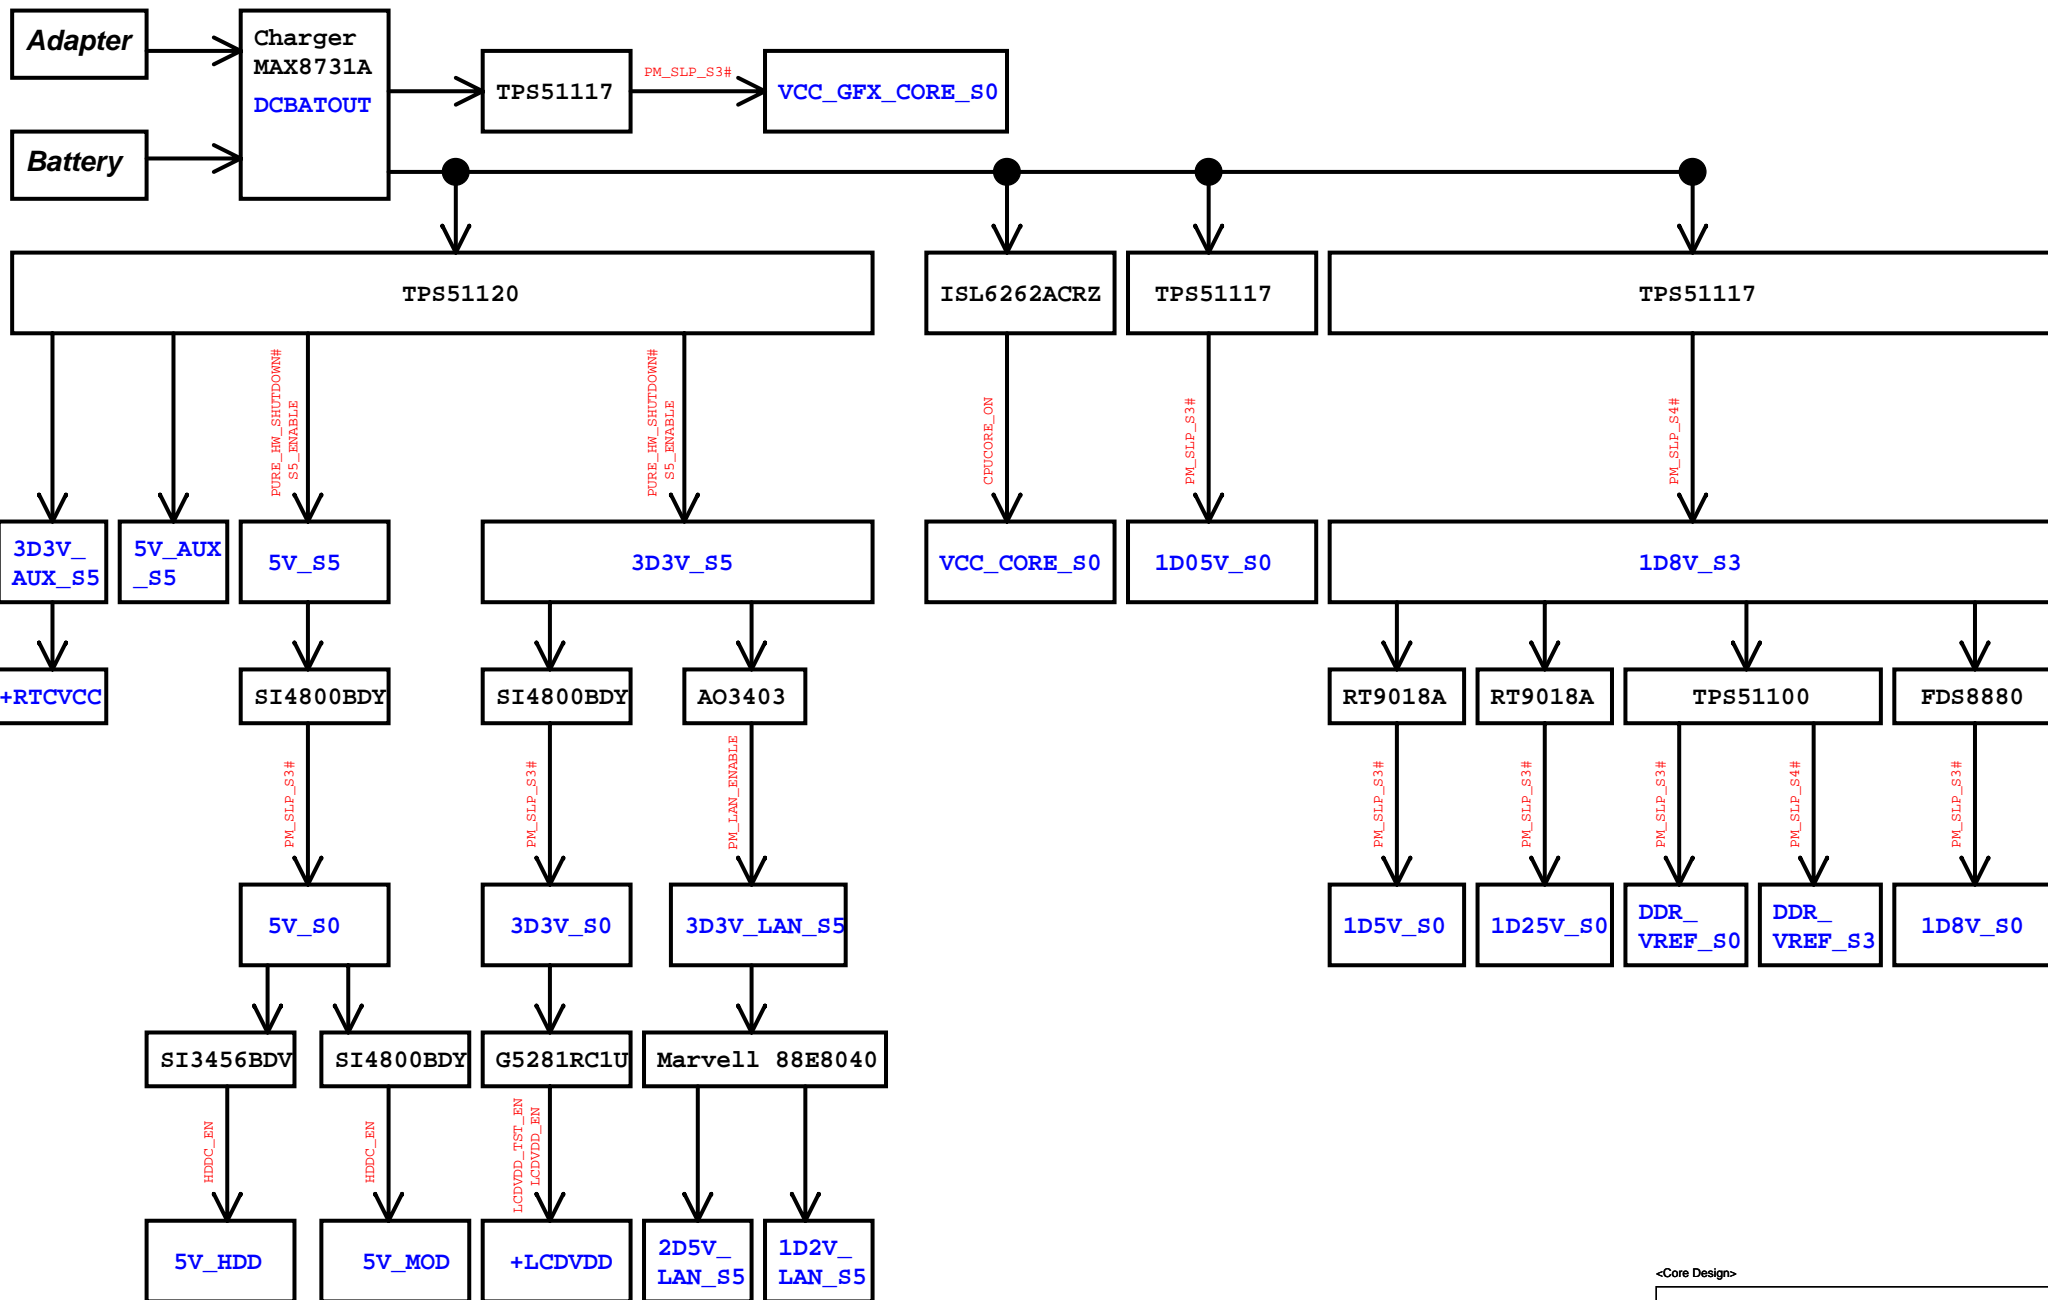 Adapter
Charger
MAX8731A
DCBATOUT
TPS51117
PM_SLP_S3#
VCC_GFX_CORE_S0
Battery
TPS51120
ISL6262ACRZ
TPS51117
TPS51117
PURE_HW_SHUTDOWN#
S5_ENABLE
PURE_HW_SHUTDOWN#
S5_ENABLE
CPUCORE_ON
PM_SLP_S3#
PM_SLP_S4#
3D3V_
AUX_S5
5V_AUX
_S5
5V_S5
3D3V_S5
VCC_CORE_S0
1D05V_S0
1D8V_S3
+RTCVCC
SI4800BDY
SI4800BDY
AO3403
RT9018A
RT9018A
TPS51100
FDS8880
PM_SLP_S3#
PM_SLP_S3#
PM_LAN_ENABLE
PM_SLP_S3#
PM_SLP_S3#
PM_SLP_S3#
PM_SLP_S4#
PM_SLP_S3#
5V_S0
3D3V_S0
3D3V_LAN_S5
1D5V_S0
1D25V_S0
DDR_
VREF_S0
DDR_
VREF_S3
1D8V_S0
SI3456BDV
SI4800BDY
G5281RC1U
Marvell 88E8040
HDDC_EN
HDDC_EN
LCDVDD_TST_EN
LCDVDD_EN
5V_HDD
5V_MOD
+LCDVDD
2D5V_
LAN_S5
1D2V_
LAN_S5
<Core Design>